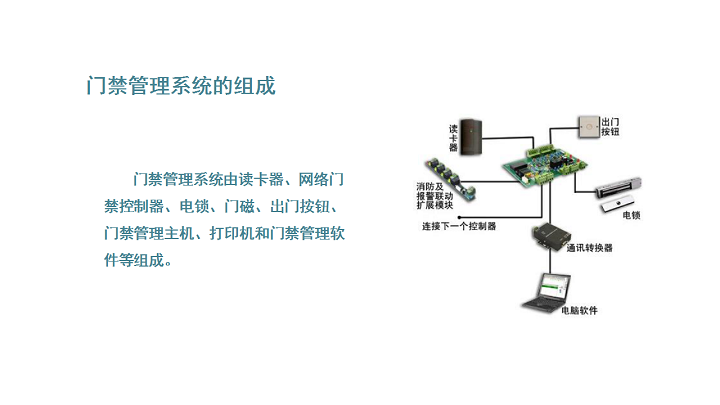 门禁管理系统的组成
门禁管理系统由读卡器、网络门
禁控制器、电锁、门磁、出门按钮、
门禁管理主机、打印机和门禁管理软
件等组成。
读
卡
器
出门
按钮
消防及
报警联动
扩展模块
电锁
连接下一个控制器
通讯转换器
电脑软件